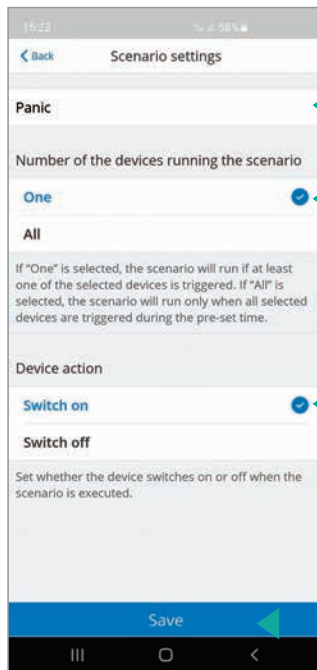 15:23 56%
Back Scenario settings
Panic
Number of the devices running the scenario
One
All
If "One" is selected, the scenario will run if at least
one of the selected devices is triggered. If "All" is
selected, the scenario will run only when all selected
devices are triggered during the pre-set time.
Device action
Switch on
Switch off
Set whether the device switches on or off when the
scenario is executed.
Save